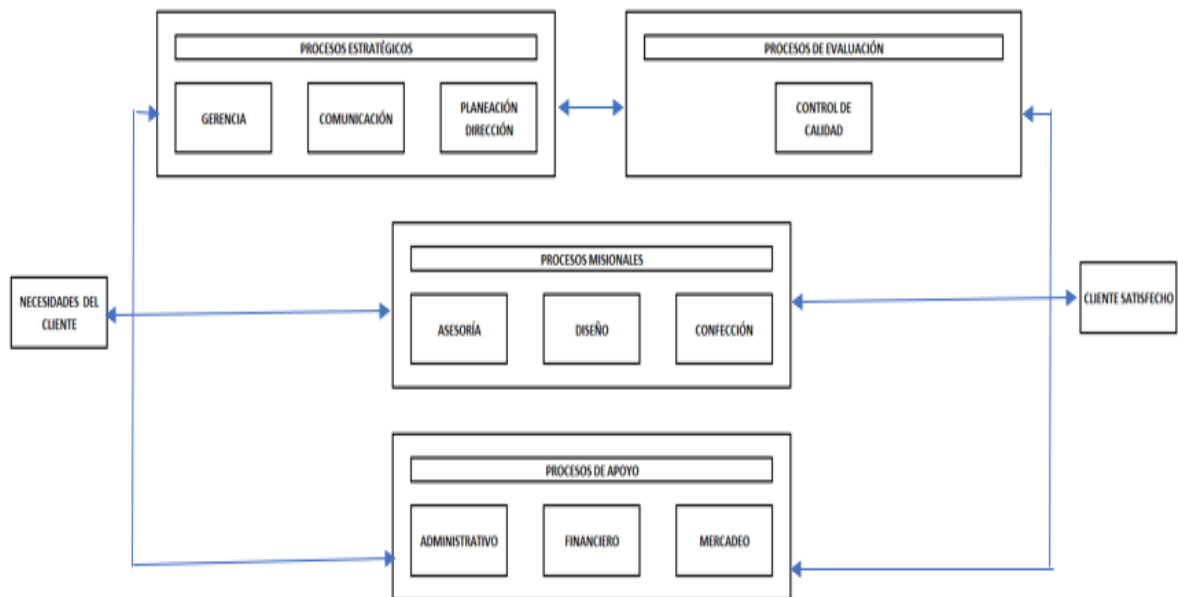 PROCESOS ESTRATÉGICOS
GERENCIA
COMUNICACIÓN
PLANEACIÓN
DIRECCIÓN
PROCESOS DE EVALUACIÓN
CONTROL DE
CALIDAD
NECESIDADES DEL
CLIENTE
PROCESOS MISIONALES
ASESORÍA
DISEÑO
CONFECCIÓN
CLIENTE SATISFECHO
PROCESOS DE APOYO
ADMINISTRATIVO
FINANCIERO
MERCADEO